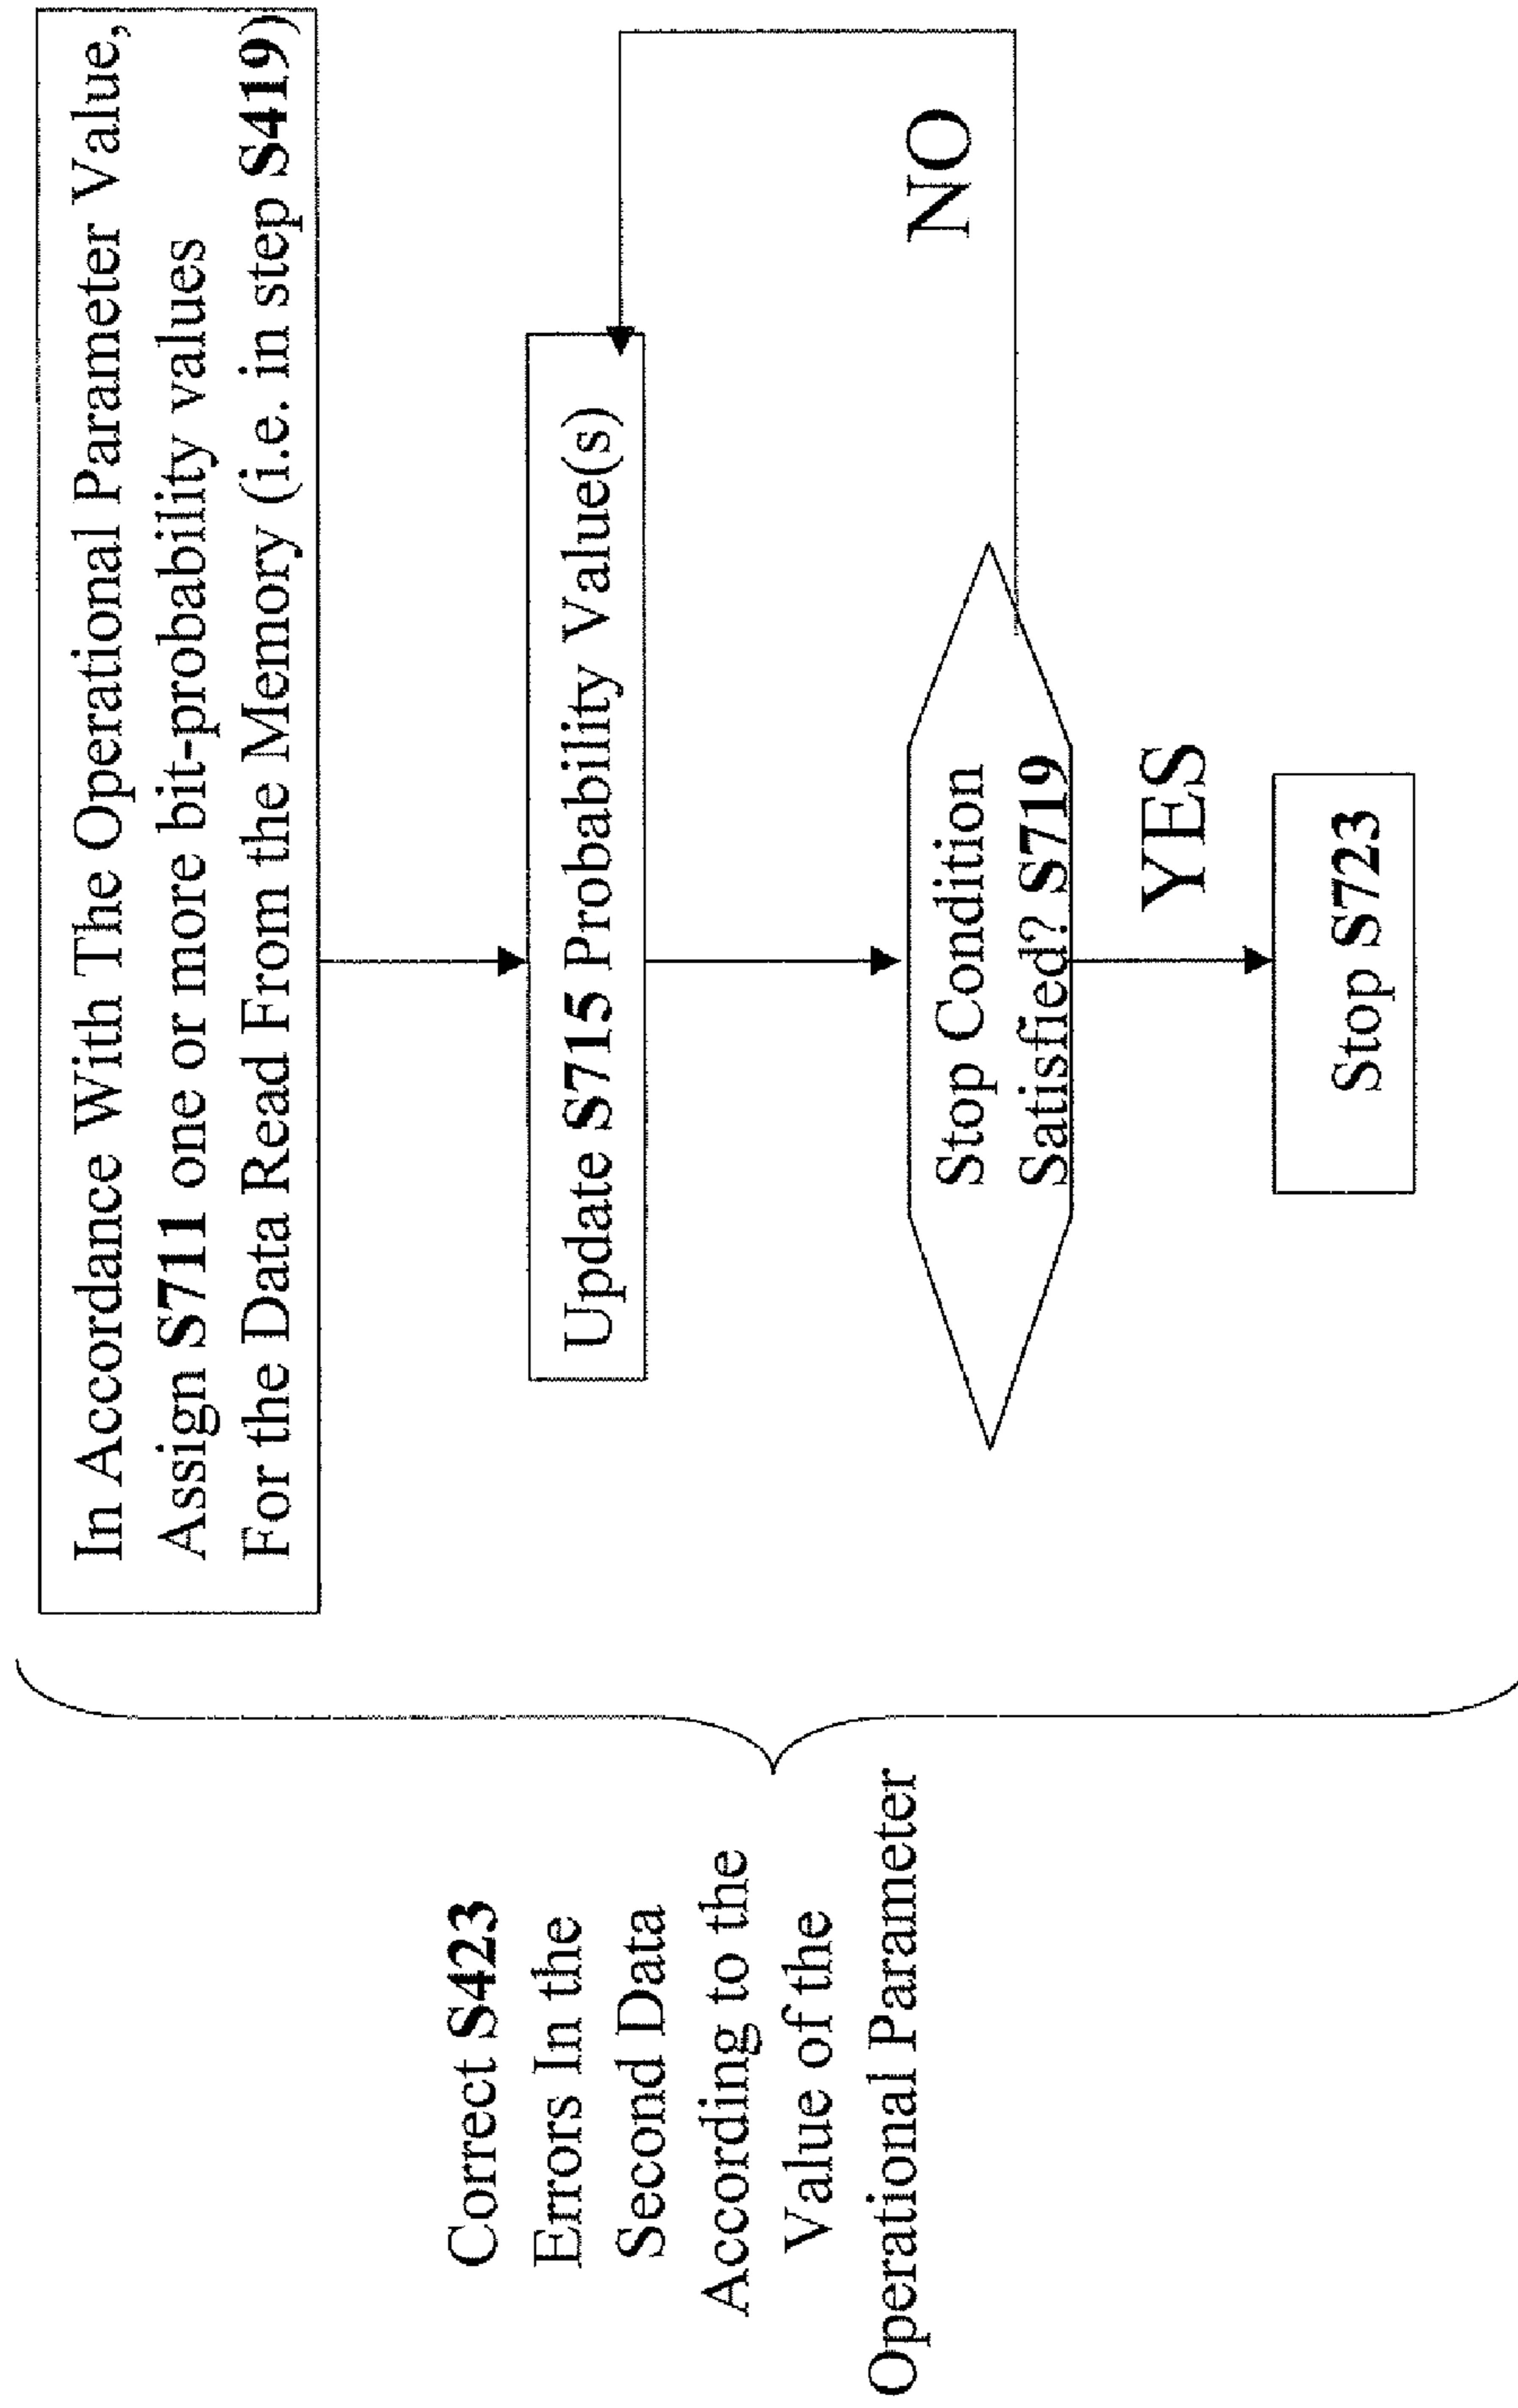 Correct S423
Errors In the
Second Data
According to the
Value of the
Operational Parameter
In Accordance With The Operational Parameter Value,
Assign S711 one or more bit-probability values
For the Data Read From the Memory (i.e. in step S419)
Update S715 Probability Value(s)
Stop Condition
Satisfied? S719
NO
YES
Stop S723